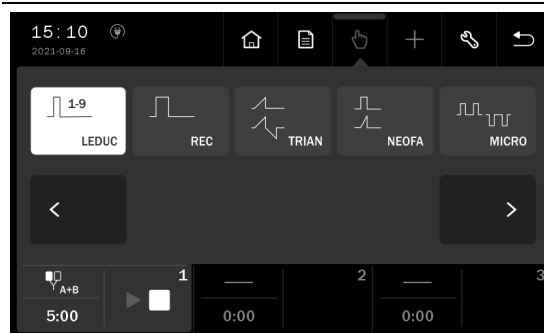 15:10
2021-09-16
1-9
LEDUC
REC
TRIAN
NEOFA
MICRO
A+B
5:00
1
0:00
2
0:00
3